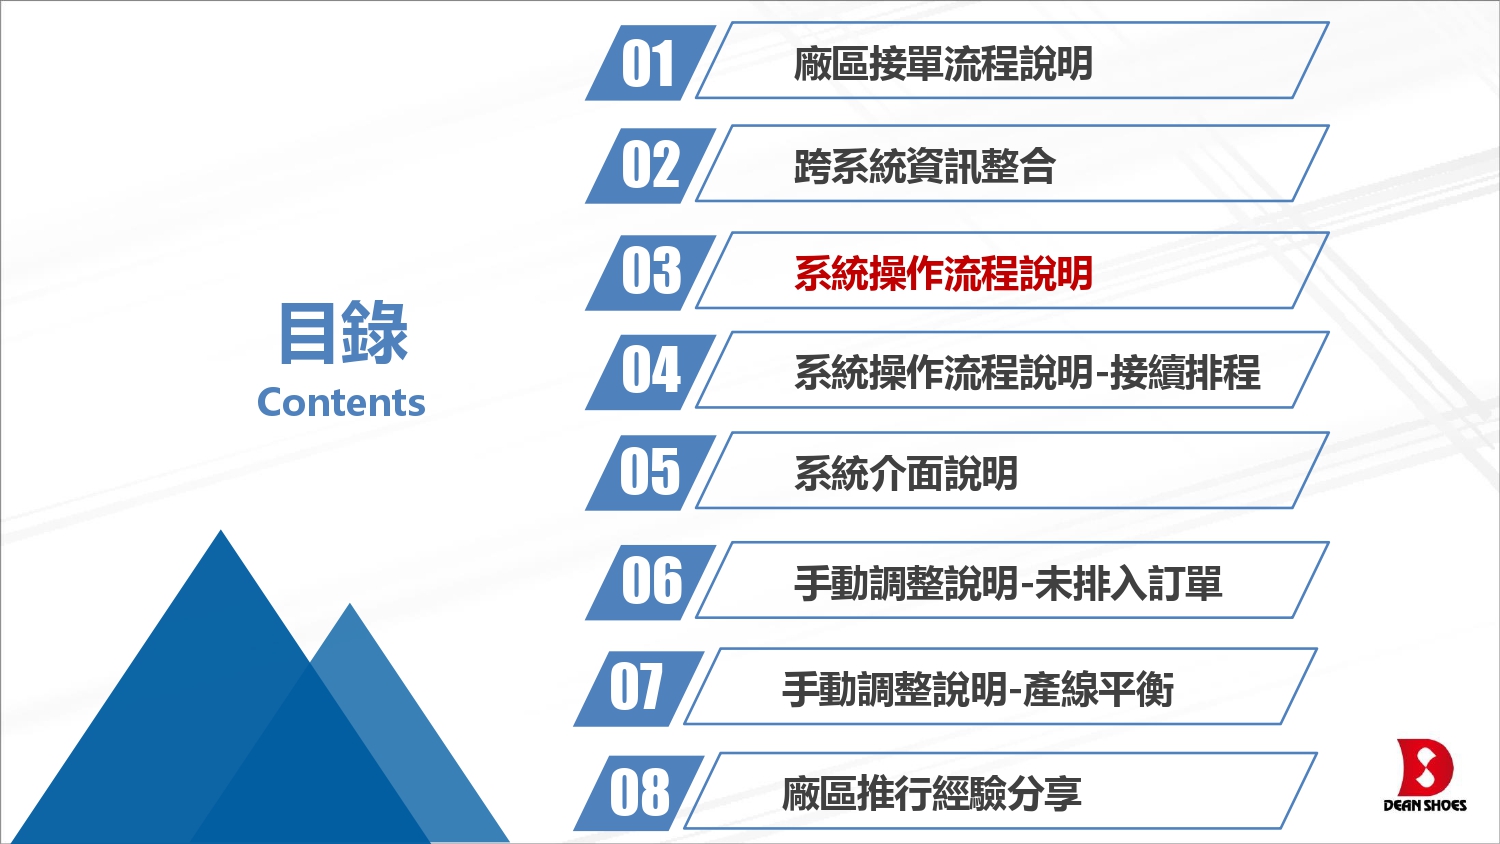 目錄
Contents
01 廠區接單流程說明
02 跨系統資訊整合
03 系統操作流程說明
04 系統操作流程說明-接續排程
05 系統介面說明
06 手動調整說明-未排入訂單
07 手動調整說明-產線平衡
08 廠區推行經驗分享
DEAN SHOES